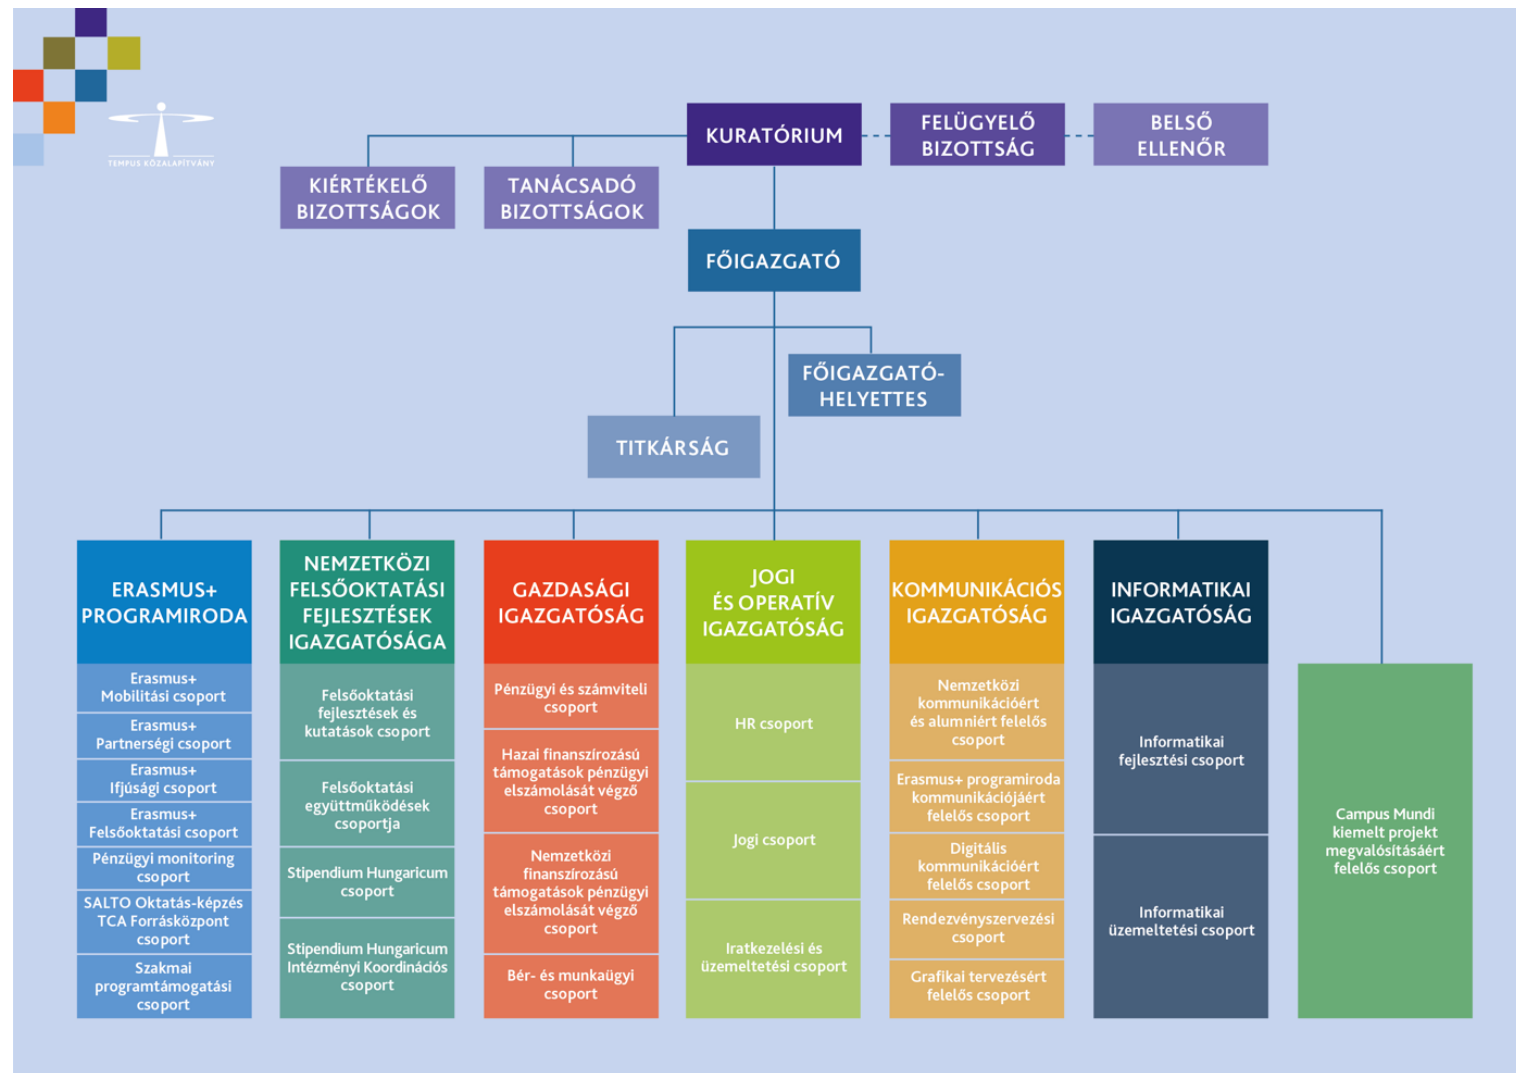 TEMPUS KÖZALAPÍTVÁNY
KURATÓRIUM
FELÜGYELŐ
BIZOTTSÁG
BELSŐ
ELLENŐR
KIÉRTÉKELŐ
BIZOTTSÁGOK
TANÁCSADÓ
BIZOTTSÁGOK
FŐIGAZGATÓ
FŐIGAZGATÓ-
HELYETTES
TITKÁRSÁG
ERASMUS+
PROGRAMIRODA
Erasmus+
Mobilitási csoport
Erasmus+
Partnerségi csoport
Erasmus+
Ifjúsági csoport
Erasmus+
Felsőoktatási csoport
Pénzügyi monitoring
csoport
SALTO Oktatás-képzés
TCA Forrásközpont
csoport
Szakmai
programtámogatási
csoport
NEMZETKÖZI
FELSŐOKTATÁSI
FEJLESZTÉSEK
IGAZGATÓSÁGA
Felsőoktatási
fejlesztések és
kutatások csoport
Felsőoktatási
együttműködések
csoportja
Stipendium Hungaricum
csoport
Stipendium Hungaricum
Intézményi Koordinációs
csoport
GAZDASÁGI
IGAZGATÓSÁG
Pénzügyi és számviteli
csoport
Hazai finanszírozású
támogatások pénzügyi
elszámolását végző
csoport
Nemzetközi
finanszírozású
támogatások pénzügyi
elszámolását végző
csoport
Bér- és munkaügyi
csoport
JOGI
ÉS OPERATÍV
IGAZGATÓSÁG
HR csoport
Jogi csoport
Iratkezelési és
üzemeltetési csoport
KOMMUNIKÁCIÓS
IGAZGATÓSÁG
Nemzetközi
kommunikációért
és alumniért felelős
csoport
Erasmus+ programiroda
kommunikációjáért
felelős csoport
Digitális
kommunikációért
felelős csoport
Rendezvényszervezési
csoport
Grafikai tervezésért
felelős csoport
INFORMATIKAI
IGAZGATÓSÁG
Informatikai
fejlesztési csoport
Informatikai
üzemeltetési csoport
Campus Mundi
kiemelt projekt
megvalósításáért
felelős csoport